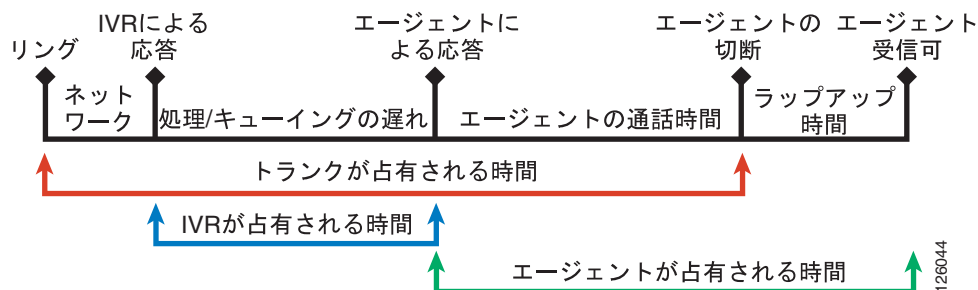 リング
IVRによる
応答
エージェントに
よる応答
エージェントの
切断
エージェント
受信可
ネット
ワーク
処理/キューイングの遅れ
エージェントの通話時間
ラップアップ
時間
トランクが占有される時間
IVRが占有される時間
エージェントが占有される時間
126044